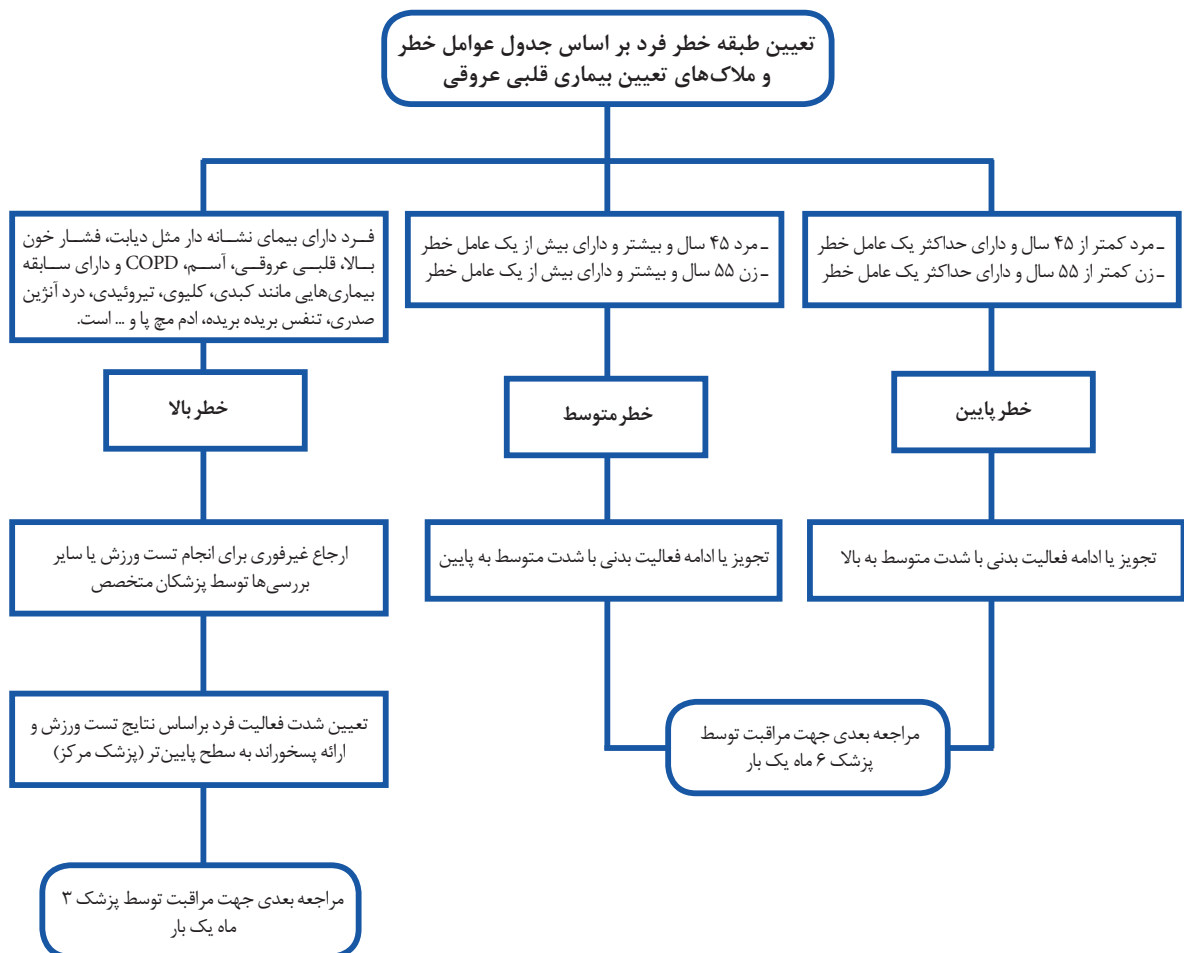 تعیین طبقه خطر فرد بر اساس جدول عوامل خطر
و ملاک‌های تعیین بیماری قلبی عروقی
ـ مرد کمتر از ۴۵ سال و دارای حداکثر یک عامل خطر
ـ زن کمتر از ۵۵ سال و دارای حداکثر یک عامل خطر
ـ مرد ۴۵ سال و بیشتر و دارای بیش از یک عامل خطر
ـ زن ۵۵ سال و بیشتر و دارای بیش از یک عامل خطر
فرد دارای بیمای نشانه دار مثل دیابت، فشار خون
بالا، قلبی عروقی، آسم، COPD و دارای سابقه
بیماری‌هایی مانند کبدی، کلیوی، تیروئیدی، درد آنژین
صدری، تنفس بریده بریده، ادم مچ پا و ... است.
خطر پایین
خطر متوسط
خطر بالا
تجویز یا ادامه فعالیت بدنی با شدت متوسط به بالا
تجویز یا ادامه فعالیت بدنی با شدت متوسط به پایین
ارجاع غیرفوری برای انجام تست ورزش یا سایر
بررسی‌ها توسط پزشکان متخصص
مراجعه بعدی جهت مراقبت توسط
پزشک ۶ ماه یک بار
تعیین شدت فعالیت فرد براساس نتایج تست ورزش و
ارائه پسخوراند به سطح پایین‌تر (پزشک مرکز)
مراجعه بعدی جهت مراقبت توسط پزشک ۳
ماه یک بار